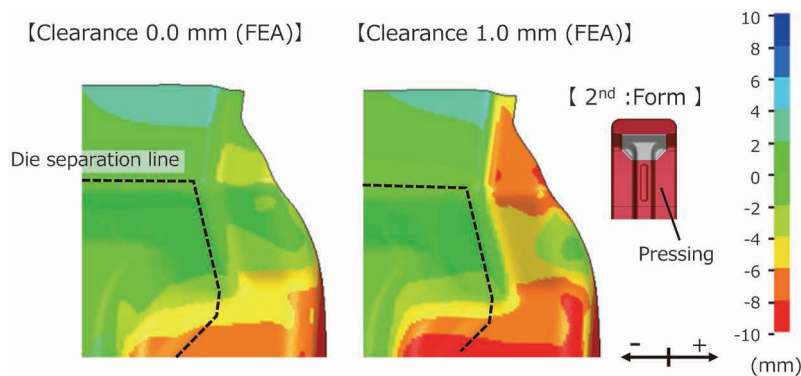 【Clearance 0.0 mm (FEA)】
【Clearance 1.0 mm (FEA)】
【 2nd :Form 】
Die separation line
Pressing
10
8
6
4
2
0
-2
-4
-6
-8
-10
(mm)
- +